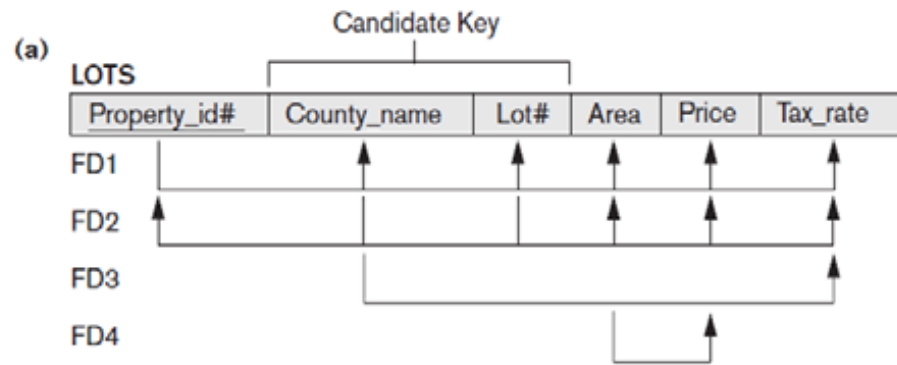 Candidate Key
(a)
LOTS
Property_id# County_name Lot# Area Price Tax_rate
FD1
FD2
FD3
FD4